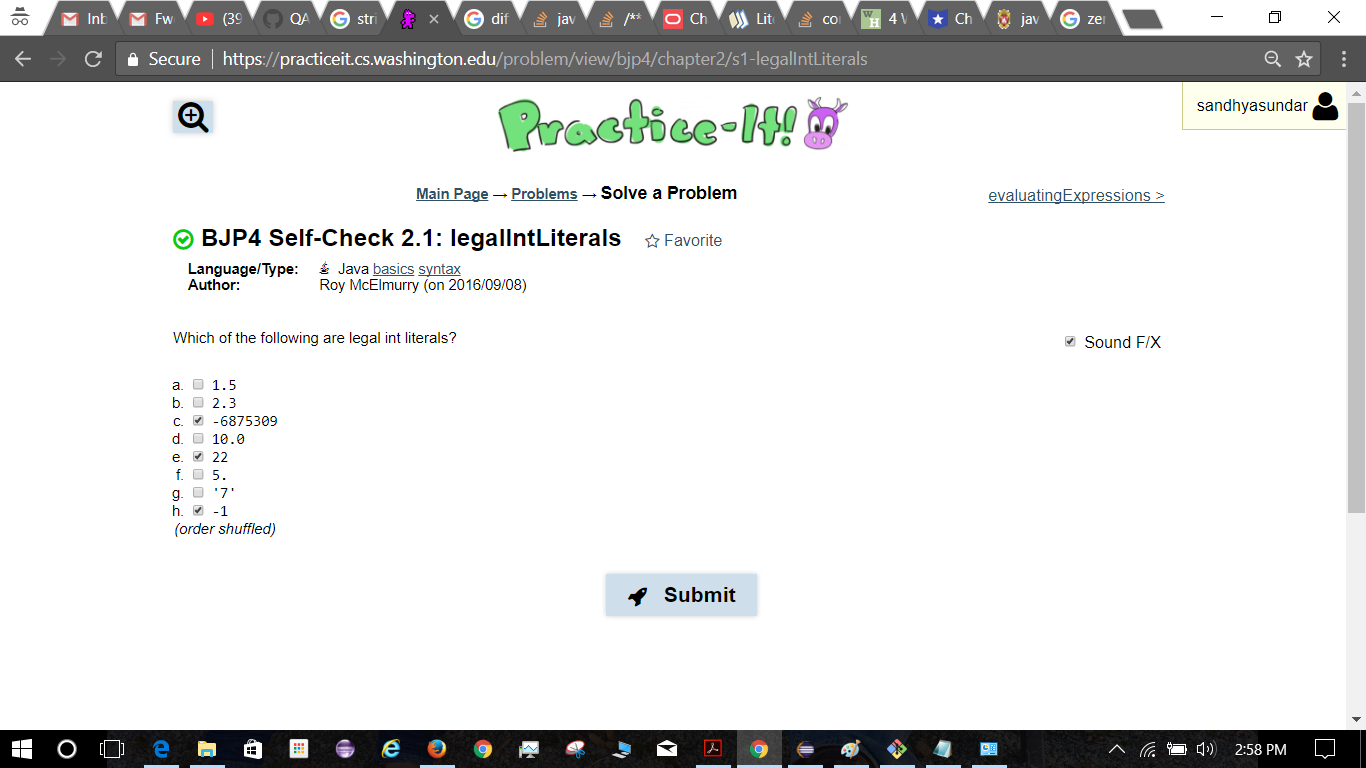 Inb
Fw
(39
QA
stri
dif
jav
/**
Ch
Lit
cor
4 W
Ch
jav
zer
Secure
https://practiceit.cs.washington.edu/problem/view/bjp4/chapter2/s1-legalIntLiterals
sandhyasundar
Practice-It!
Main Page → Problems → Solve a Problem
evaluatingExpressions >
BJP4 Self-Check 2.1: legalIntLiterals
Favorite
Language/Type: Java basics syntax
Author: Roy McElmurry (on 2016/09/08)
Which of the following are legal int literals?
Sound F/X
a. 1.5
b. 2.3
c. -6875309
d. 10.0
e. 22
f. 5.
g. '7'
h. -1
(order shuffled)
Submit
2:58 PM